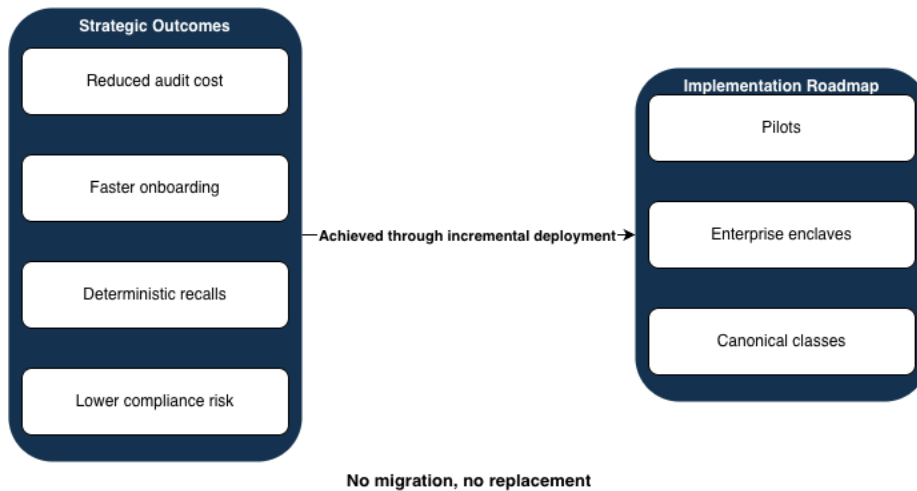 Strategic Outcomes
Reduced audit cost
Faster onboarding
Deterministic recalls
Lower compliance risk
Achieved through incremental deployment
Implementation Roadmap
Pilots
Enterprise enclaves
Canonical classes
No migration, no replacement